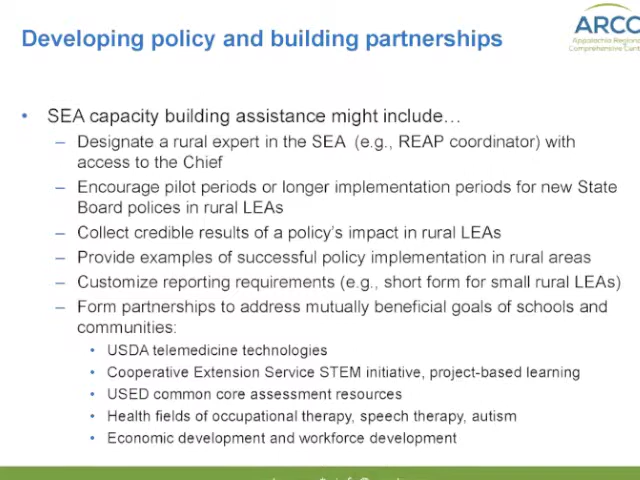 Developing policy and building partnerships
ARCC
Appalachia Regional
Comprehensive Cent
• SEA capacity building assistance might include…
– Designate a rural expert in the SEA (e.g., REAP coordinator) with
access to the Chief
– Encourage pilot periods or longer implementation periods for new State
Board polices in rural LEAs
– Collect credible results of a policy's impact in rural LEAs
– Provide examples of successful policy implementation in rural areas
– Customize reporting requirements (e.g., short form for small rural LEAs)
– Form partnerships to address mutually beneficial goals of schools and
communities:
• USDA telemedicine technologies
• Cooperative Extension Service STEM initiative, project-based learning
• USED common core assessment resources
• Health fields of occupational therapy, speech therapy, autism
• Economic development and workforce development